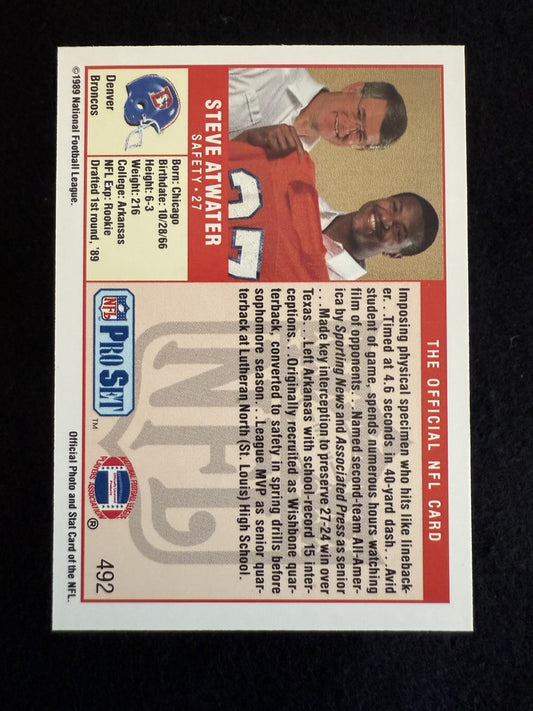 THE OFFICIAL NFL CARD
STEVE ATWATER
SAFETY • 27
27
Denver
Broncos
Born: Chicago
Birthdate: 10/28/66
Height: 6-3
Weight: 216
College: Arkansas
NFL Exp: Rookie
Drafted 1st round, '89
Imposing physical specimen who hits like lineback-
er. . .Timed at 4.6 seconds in 40-yard dash. . .Avid
student of game, spends numerous hours watching
film of opponents. . .Named second-team All-Amer-
ica by Sporting News and Associated Press as senior
. . .Made key interception to preserve 27-24 win over
Texas. . .Left Arkansas with school-record 15 inter-
ceptions. . .Originally recruited as Wishbone quar-
terback, converted to safety in spring drills before
sophomore season. . .League MVP as senior quar-
terback at Lutheran North (St. Louis) High School.
NFL
NFL
PRO SET
TM
NATIONAL FOOTBALL LEAGUE
PLAYERS ASSOCIATION
®
492
©1989 National Football League.
Official Photo and Stat Card of the NFL.